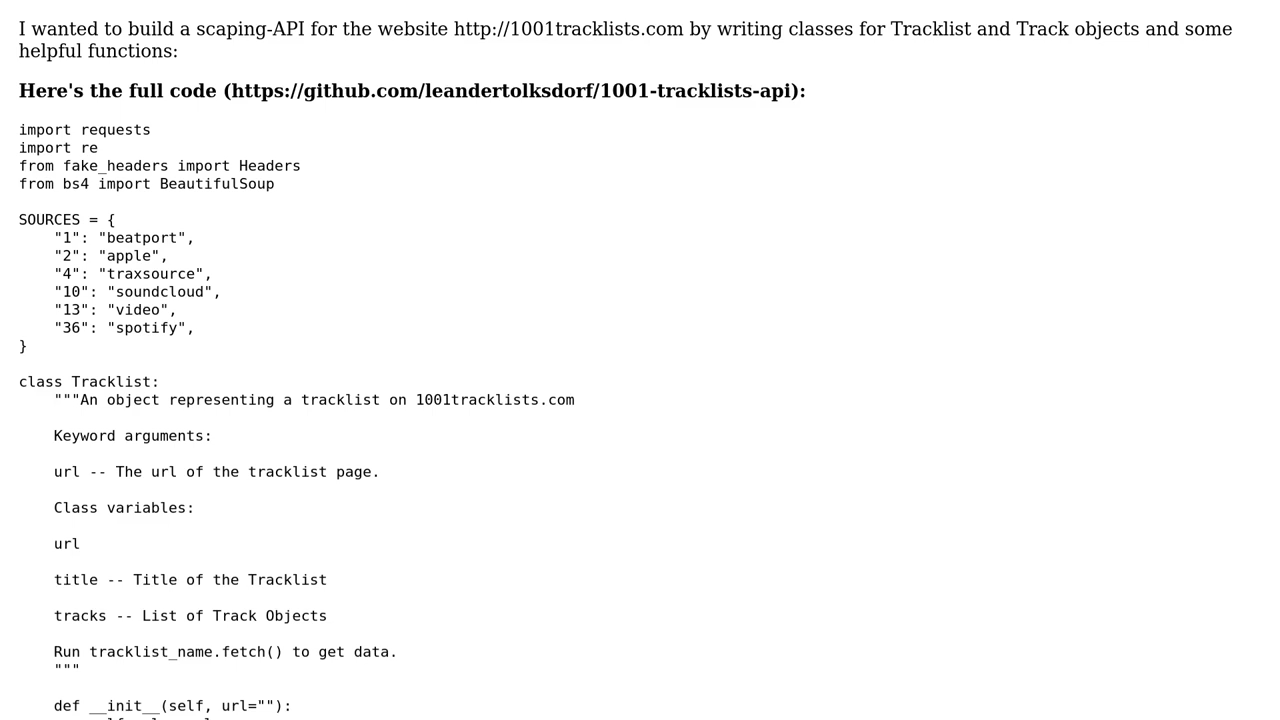 I wanted to build a scaping-API for the website http://1001tracklists.com by writing classes for Tracklist and Track objects and some
helpful functions:
Here's the full code (https://github.com/leandertolksdorf/1001-tracklists-api):
import requests
import re
from fake_headers import Headers
from bs4 import BeautifulSoup
SOURCES = {
    "1": "beatport",
    "2": "apple",
    "4": "traxsource",
    "10": "soundcloud",
    "13": "video",
    "36": "spotify",
}
class Tracklist:
    """An object representing a tracklist on 1001tracklists.com
    Keyword arguments:
    url -- The url of the tracklist page.
    Class variables:
    url
    title -- Title of the Tracklist
    tracks -- List of Track Objects
    Run tracklist_name.fetch() to get data.
    """
    def __init__(self, url=""):